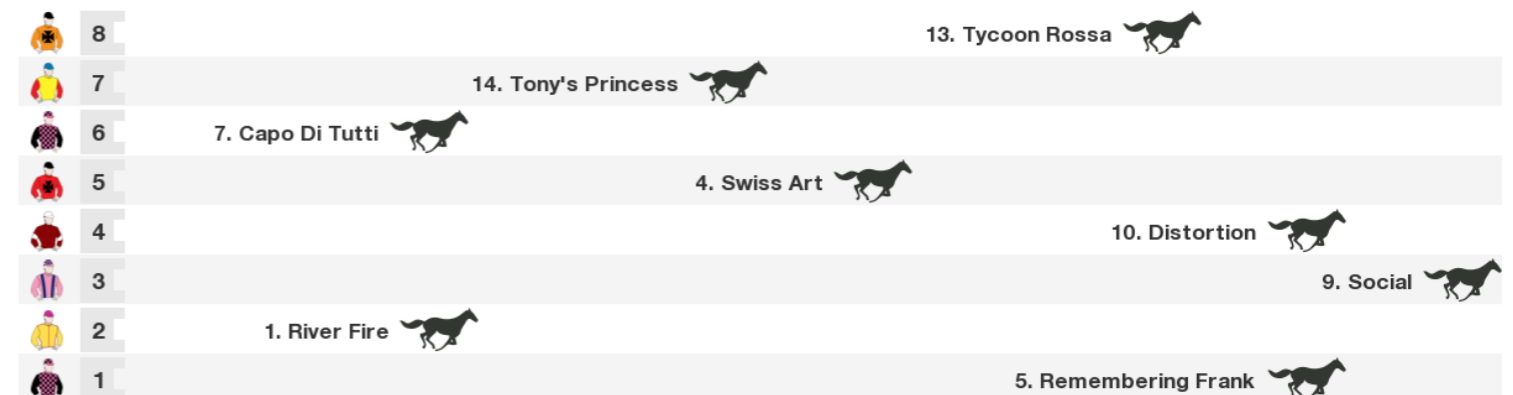 8 13. Tycoon Rossa
7 14. Tony's Princess
6 7. Capo Di Tutti
5 4. Swiss Art
4 10. Distortion
3 9. Social
2 1. River Fire
1 5. Remembering Frank